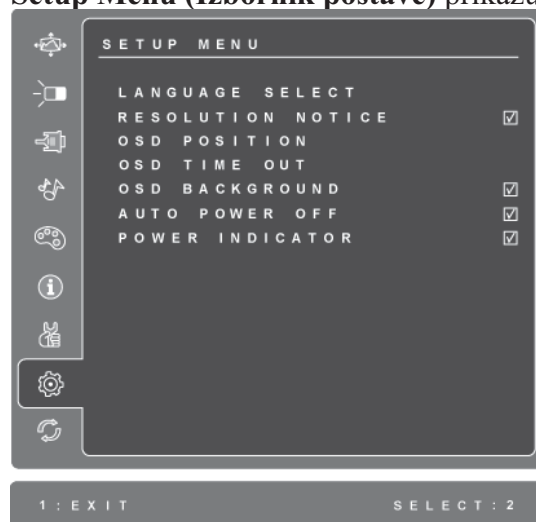 Setup Menu (Izbornik postave) prikazu
SETUP MENU
LANGUAGE SELECT
RESOLUTION NOTICE
OSD POSITION
OSD TIME OUT
OSD BACKGROUND
AUTO POWER OFF
POWER INDICATOR
1:EXIT SELECT:2